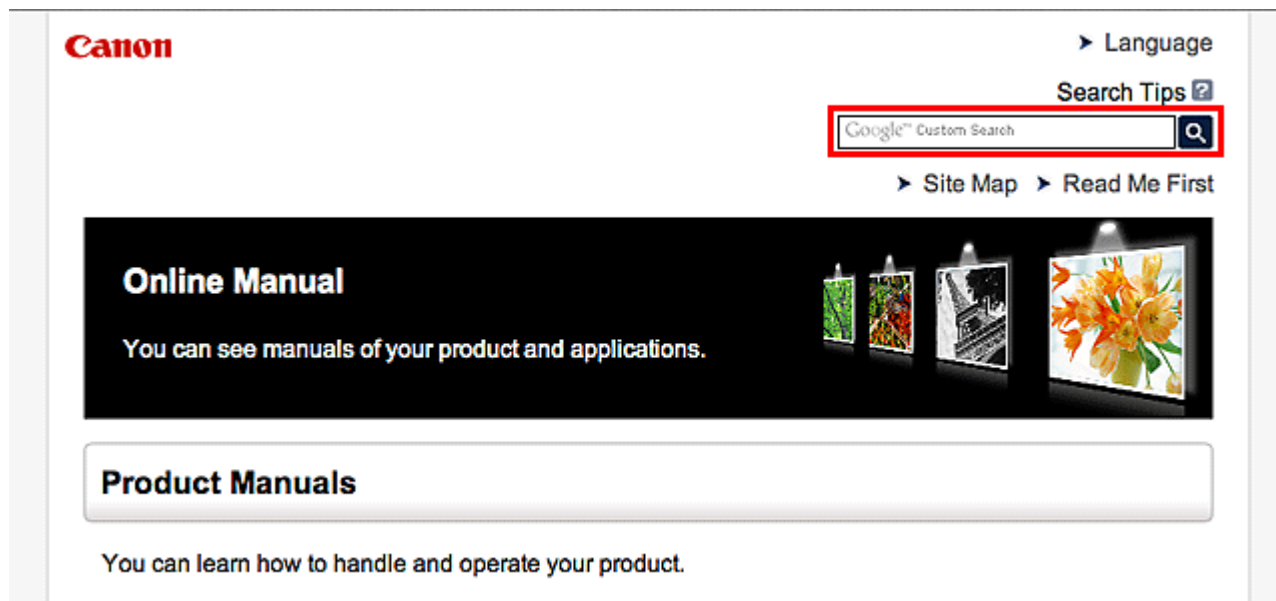 Canon
Language
Search Tips ?
Google™ Custom Search
Site Map Read Me First
Online Manual
You can see manuals of your product and applications.
Product Manuals
You can learn how to handle and operate your product.